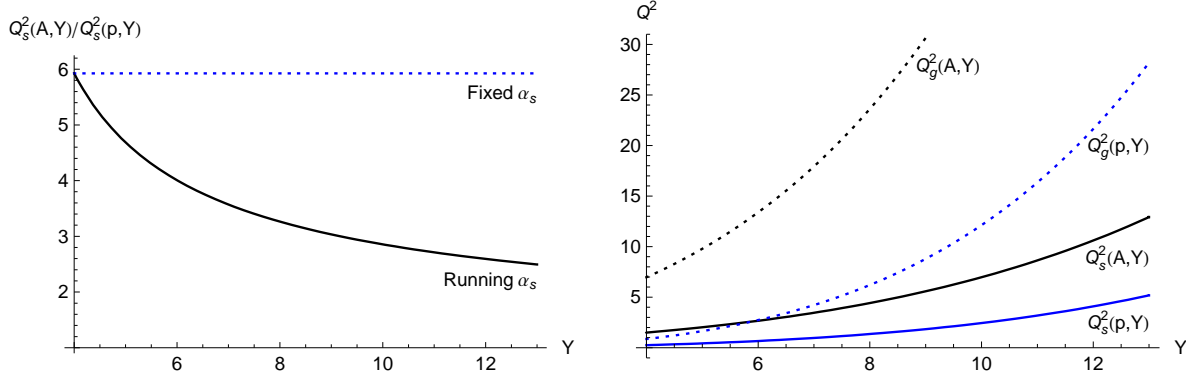 Q_s^2(A,Y)/Q_s^2(p,Y)
6
5
4
3
2
Fixed α_s
Running α_s
6 8 10 12 Y
Q^2
30
25
20
15
10
5
Q_g^2(A,Y)
Q_g^2(p,Y)
Q_s^2(A,Y)
Q_s^2(p,Y)
6 8 10 12 Y